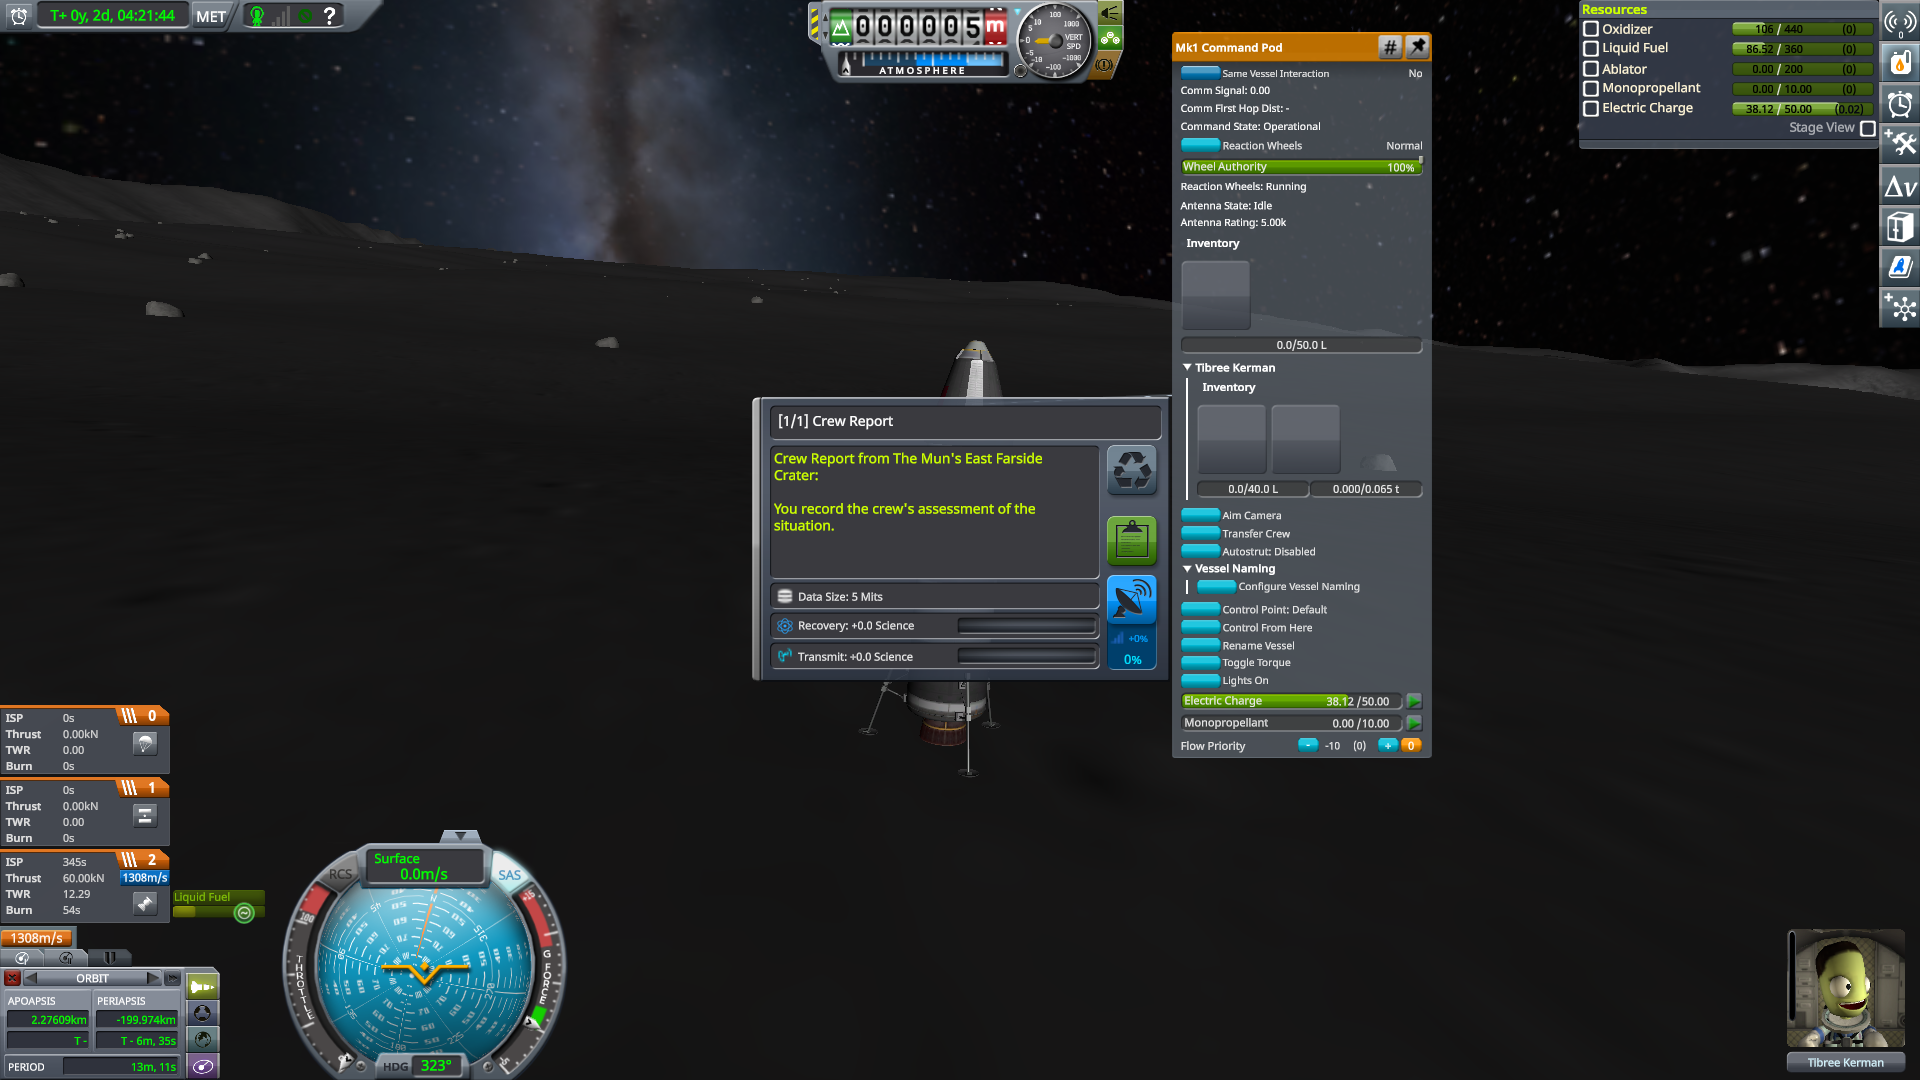 T+ 0y, 2d, 04:21:44
MET
?
000005m
ATMOSPHERE
VERT
SPD
Resources
Oxidizer 106 / 440 (0)
Liquid Fuel 86.52 / 360 (0)
Ablator 0.00 / 200 (0)
Monopropellant 0.00 / 10.00 (0)
Electric Charge 38.12 / 50.00 (0.02)
Stage View
Δv
Mk1 Command Pod
#
Same Vessel Interaction No
Comm Signal: 0.00
Comm First Hop Dist: -
Command State: Operational
Reaction Wheels Normal
Wheel Authority 100%
Reaction Wheels: Running
Antenna State: Idle
Antenna Rating: 5.00k
Inventory
0.0/50.0 L
Tibree Kerman
Inventory
0.0/40.0 L 0.000/0.065 t
Aim Camera
Transfer Crew
Autostrut: Disabled
Vessel Naming
Configure Vessel Naming
Control Point: Default
Control From Here
Rename Vessel
Toggle Torque
Lights On
Electric Charge 38.12 /50.00
Monopropellant 0.00 /10.00
Flow Priority - -10 (0) + 0
[1/1] Crew Report
Crew Report from The Mun's East Farside
Crater:
You record the crew's assessment of the
situation.
Data Size: 5 Mits
Recovery: +0.0 Science
Transmit: +0.0 Science
+0%
0%
0
ISP 0s
Thrust 0.00kN
TWR 0.00
Burn 0s
1
ISP 0s
Thrust 0.00kN
TWR 0.00
Burn 0s
2
ISP 345s
Thrust 60.00kN 1308m/s
TWR 12.29
Burn 54s
Liquid Fuel
1308m/s
ORBIT
APOAPSIS PERIAPSIS
2.27609km -199.974km
T - T - 6m, 35s
PERIOD 13m, 11s
Surface
0.0m/s
RCS
SAS
THROTTLE
G FORCE
HDG 323°
Tibree Kerman